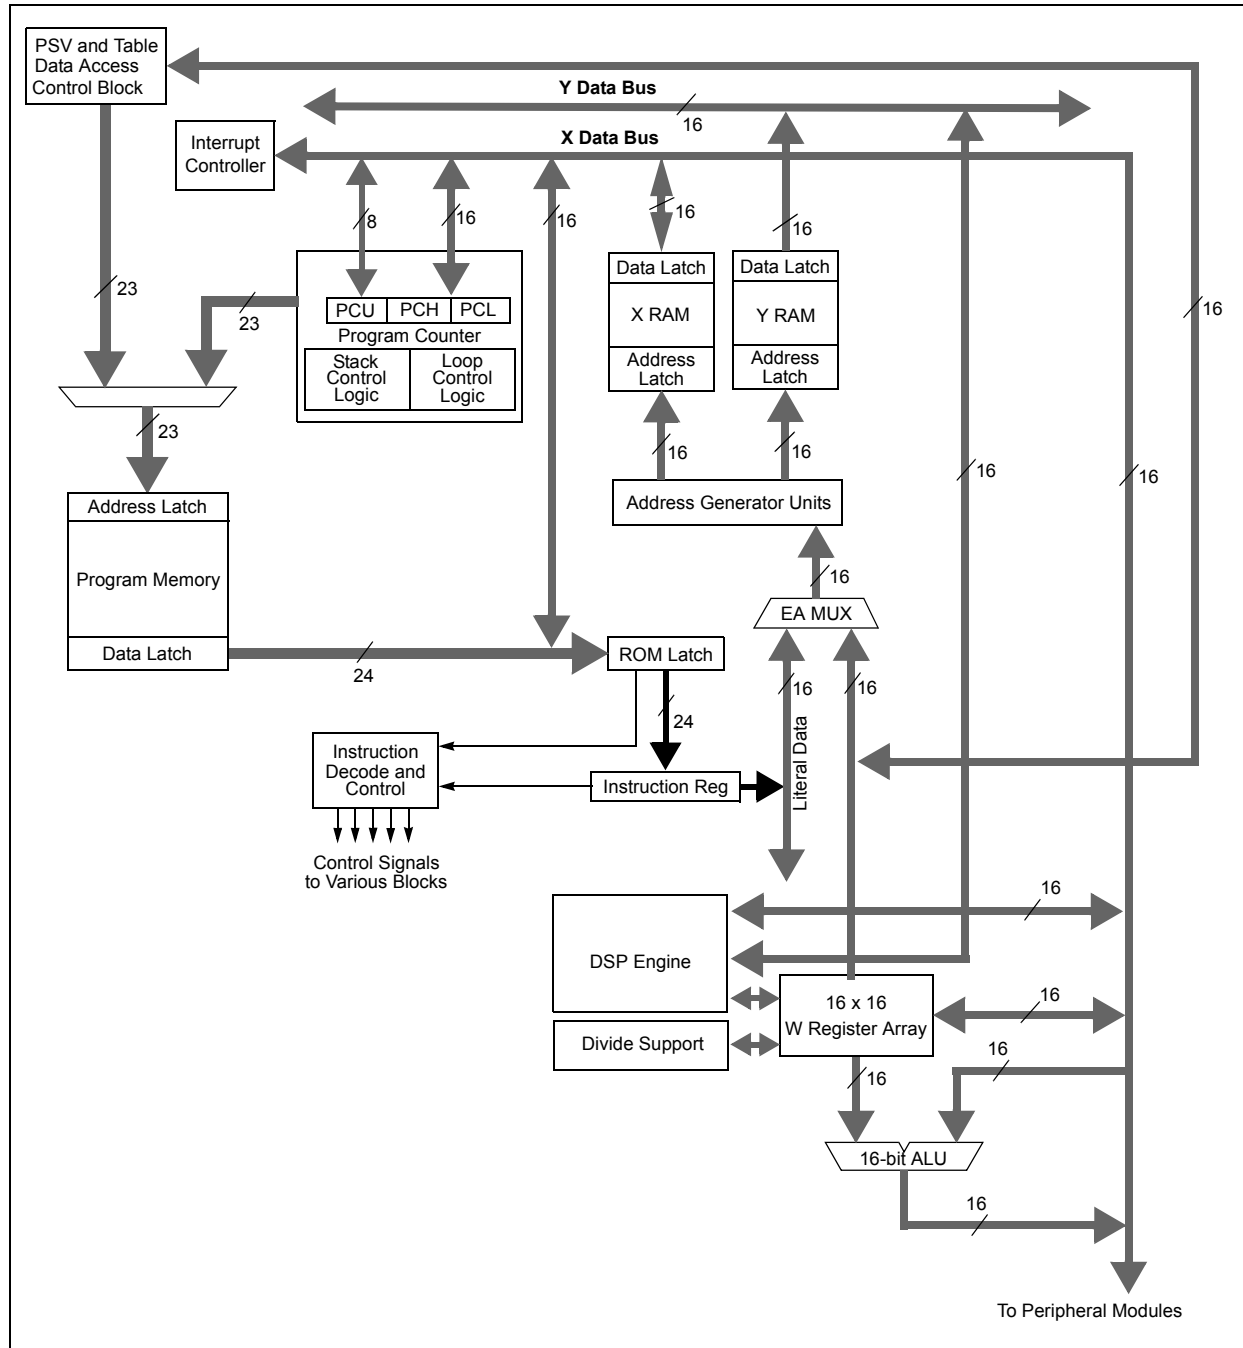 PSV and Table
Data Access
Control Block
Y Data Bus
16
X Data Bus
Interrupt
Controller
8
16
16
16
16
23
23
16
PCU
PCH
PCL
Program Counter
Stack
Control
Logic
Loop
Control
Logic
Data Latch
X RAM
Address
Latch
Data Latch
Y RAM
Address
Latch
23
16
16
16
16
Address Latch
Program Memory
Data Latch
Address Generator Units
16
EA MUX
24
ROM Latch
16
16
24
Literal Data
Instruction
Decode and
Control
Instruction Reg
Control Signals
to Various Blocks
16
DSP Engine
16 x 16
W Register Array
16
Divide Support
16
16
16-bit ALU
16
To Peripheral Modules